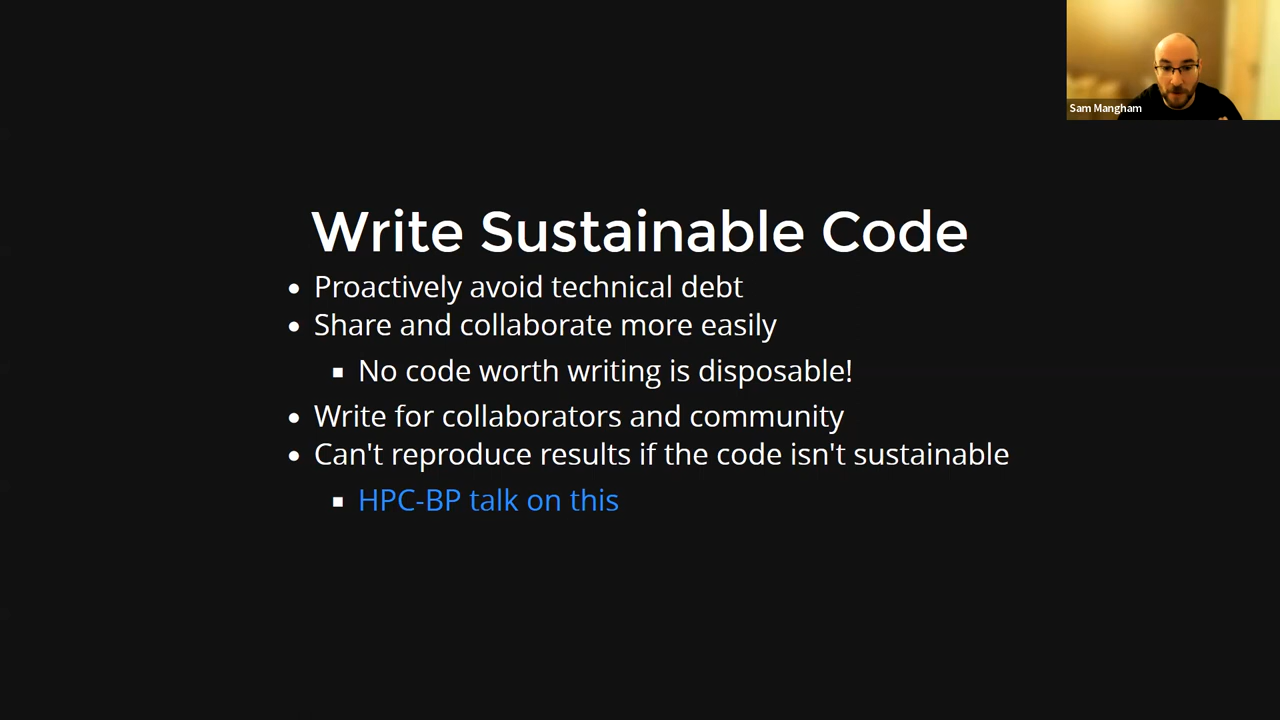 Sam Mangham
Write Sustainable Code
Proactively avoid technical debt
Share and collaborate more easily
No code worth writing is disposable!
Write for collaborators and community
Can't reproduce results if the code isn't sustainable
HPC-BP talk on this